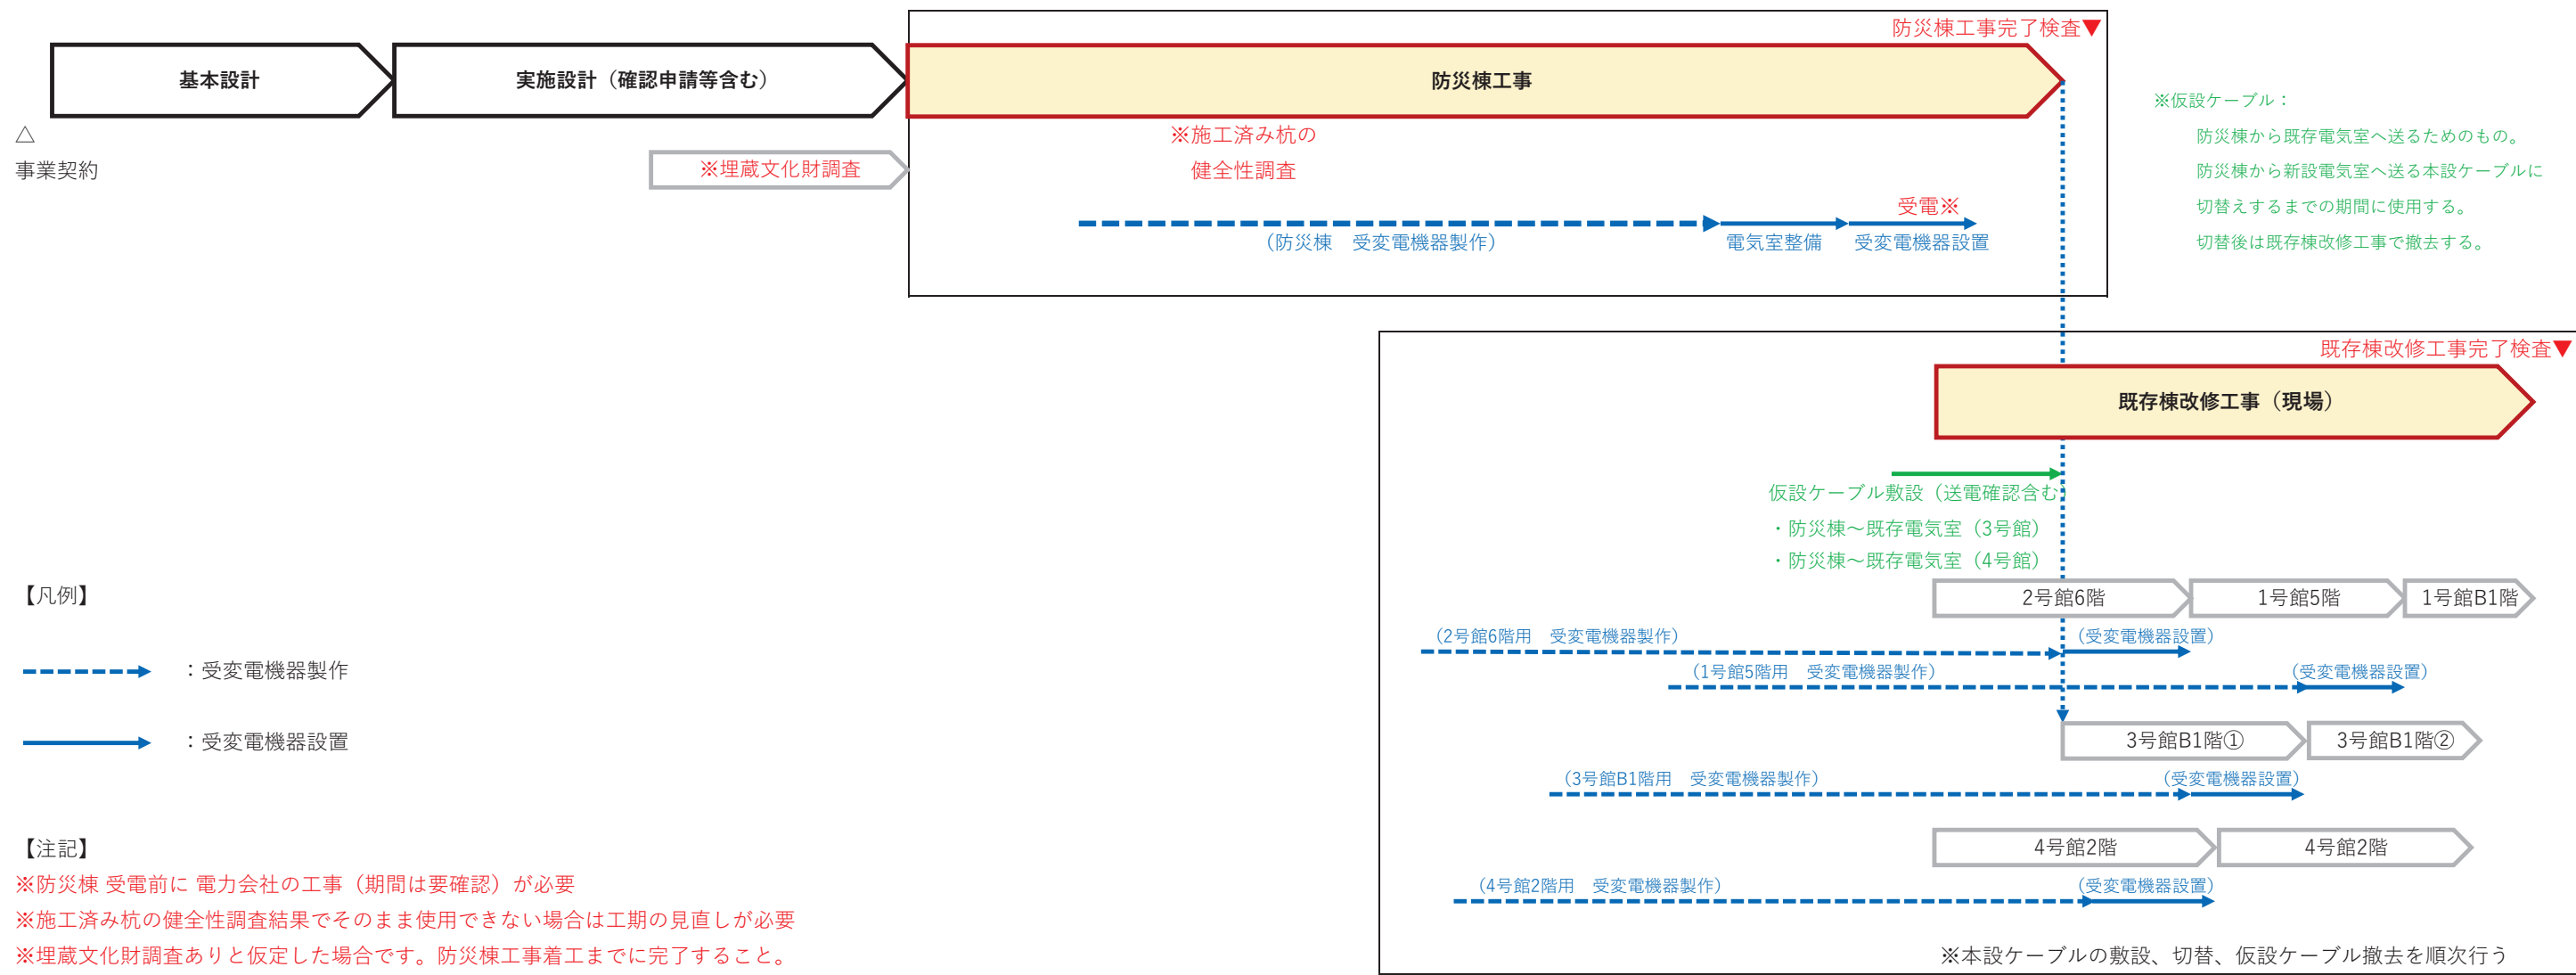 防災棟工事完了検査▼
基本設計
実施設計（確認申請等含む）
防災棟工事
△
事業契約
※埋蔵文化財調査
※施工済み杭の
健全性調査
受電※
（防災棟　受変電機器製作）
電気室整備
受変電機器設置
※仮設ケーブル：
防災棟から既存電気室へ送るためのもの。
防災棟から新設電気室へ送る本設ケーブルに
切替えするまでの期間に使用する。
切替後は既存棟改修工事で撤去する。
既存棟改修工事完了検査▼
既存棟改修工事（現場）
仮設ケーブル敷設（送電確認含む）
・防災棟～既存電気室（3号館）
・防災棟～既存電気室（4号館）
2号館6階
1号館5階
1号館B1階
（2号館6階用　受変電機器製作）
（受変電機器設置）
（1号館5階用　受変電機器製作）
（受変電機器設置）
3号館B1階①
3号館B1階②
（3号館B1階用　受変電機器製作）
（受変電機器設置）
4号館2階
4号館2階
（4号館2階用　受変電機器製作）
（受変電機器設置）
※本設ケーブルの敷設、切替、仮設ケーブル撤去を順次行う
【凡例】
：受変電機器製作
：受変電機器設置
【注記】
※防災棟 受電前に 電力会社の工事（期間は要確認）が必要
※施工済み杭の健全性調査結果でそのまま使用できない場合は工期の見直しが必要
※埋蔵文化財調査ありと仮定した場合です。防災棟工事着工までに完了すること。